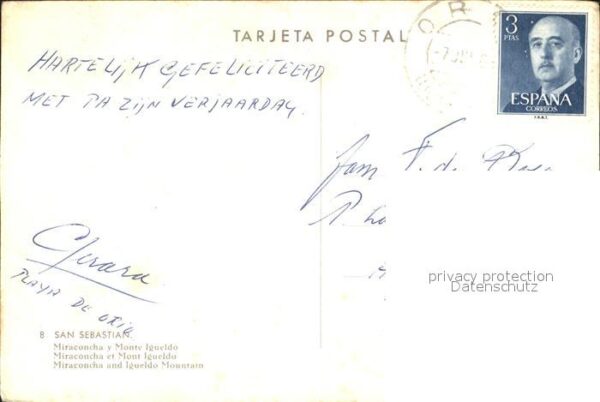 TARJETA POSTAL
3
PTAS
ESPAÑA
CORREOS
HARTELIJK GEFELICITEERD
MET PA ZIJN VERJAARDAG.
Fam F. d.
Gerard
PLAYA DE ORIO
privacy protection
Datenschutz
8 SAN SEBASTIAN.
Miraconcha y Monte Igueldo
Miraconcha et Mont Igueldo
Miraconcha and Igueldo Mountain